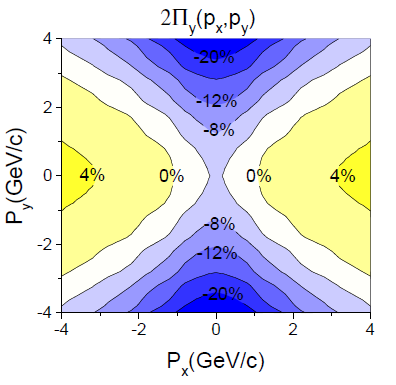 2Π_y(p_x,p_y)
4
-20%
-12%
2
-8%
P_y(GeV/c)
0
4% 0% 0% 4%
-8%
-2
-12%
-20%
-4
-4 -2 0 2 4
P_x(GeV/c)